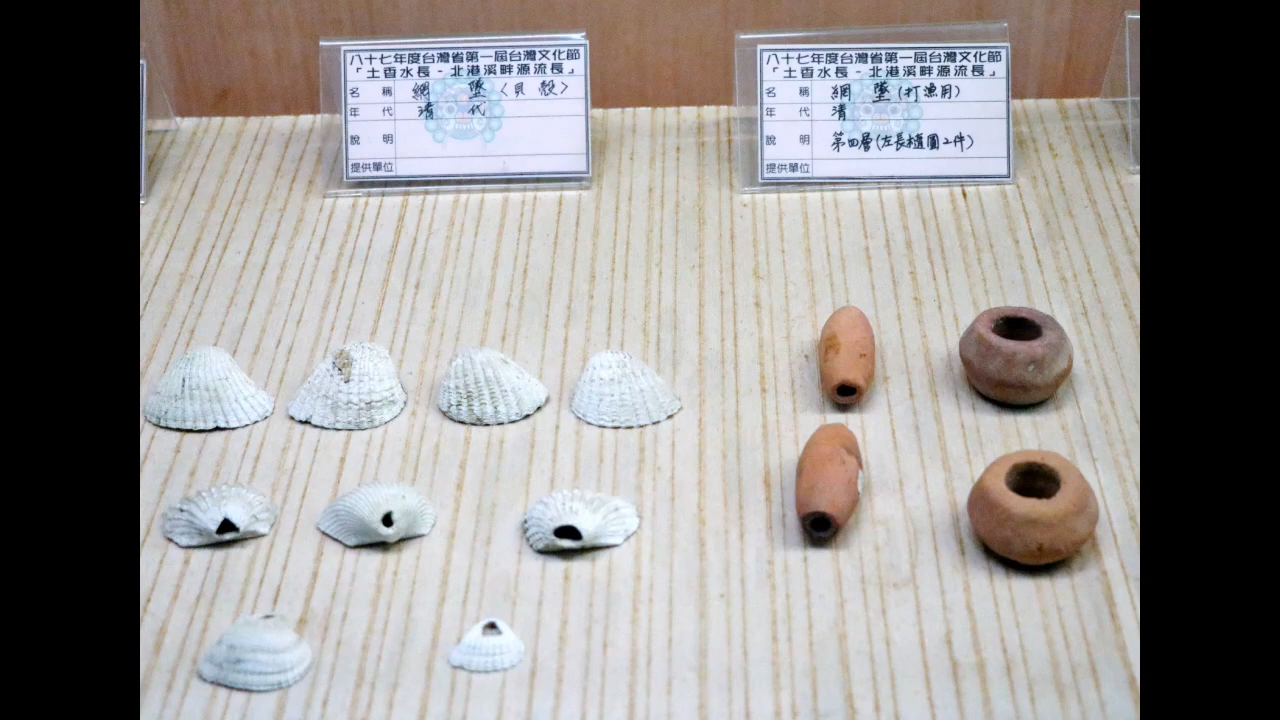 八十七年度台灣省第一屆台灣文化節
「土香水長-北港溪畔源流長」
名稱 網墜〈貝殼〉
年代 清代
說明
提供單位
八十七年度台灣省第一屆台灣文化節
「土香水長-北港溪畔源流長」
名稱 網墜(打漁用)
年代 清
說明 第四層(左長橢圓2件)
提供單位